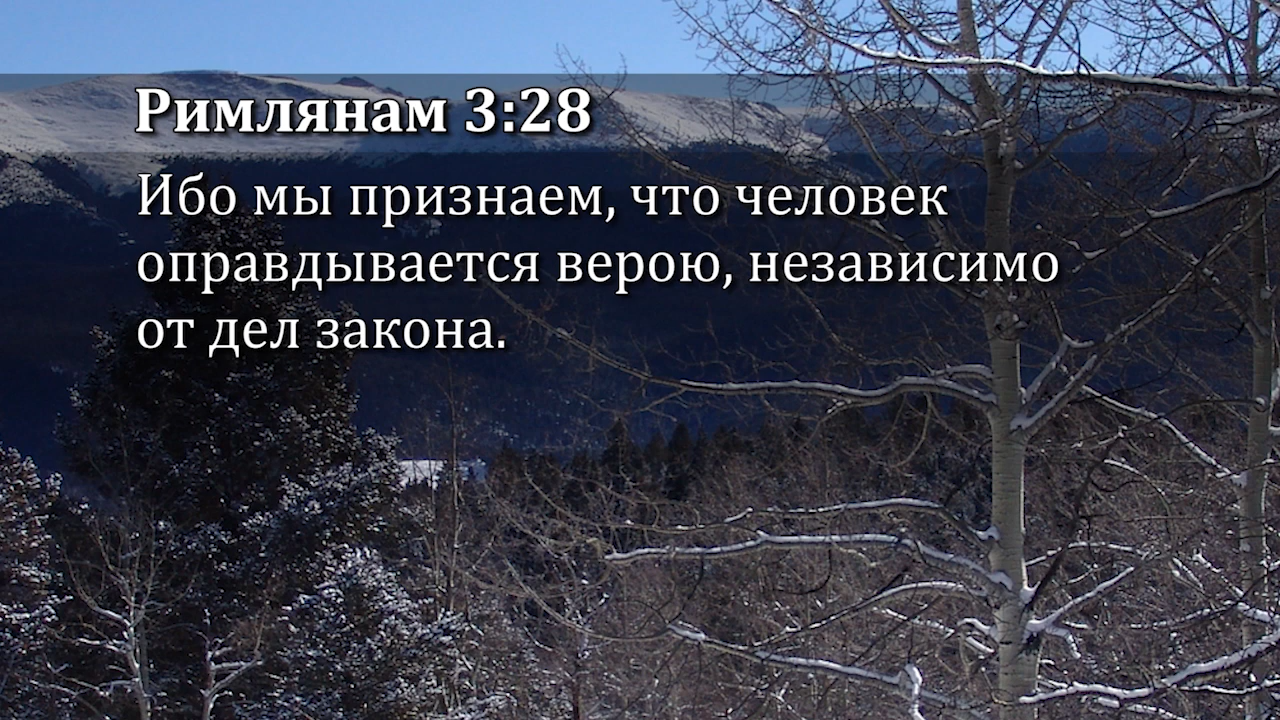 Римлянам 3:28
Ибо мы признаем, что человек
оправдывается верою, независимо
от дел закона.